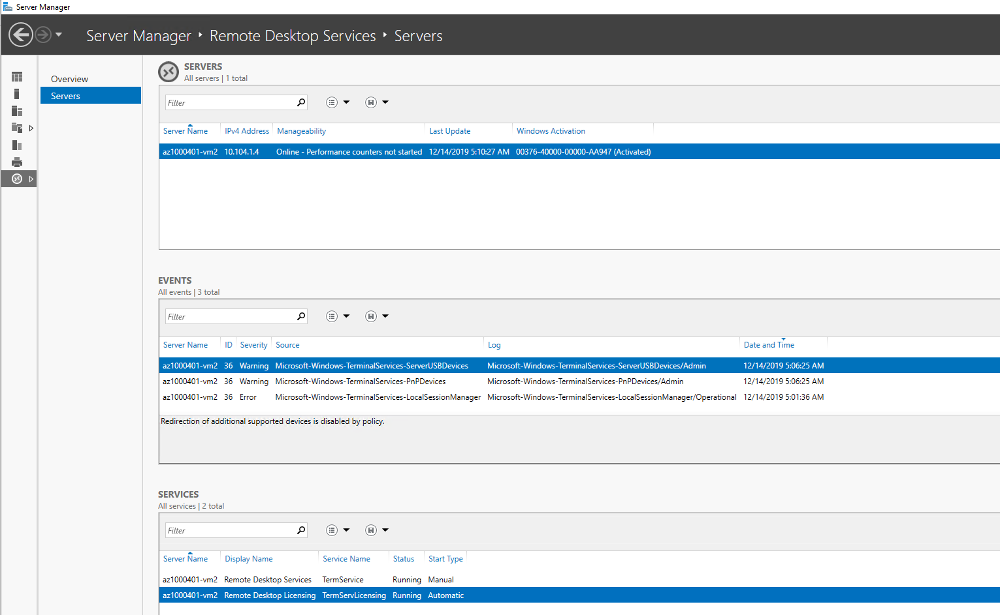 Server Manager
Server Manager ‣ Remote Desktop Services ‣ Servers
Overview
Servers
SERVERS
All servers | 1 total
Filter
Server Name IPv4 Address Manageability Last Update Windows Activation
az1000401-vm2 10.104.1.4 Online - Performance counters not started 12/14/2019 5:10:27 AM 00376-40000-00000-AA947 (Activated)
EVENTS
All events | 3 total
Filter
Server Name ID Severity Source Log Date and Time
az1000401-vm2 36 Warning Microsoft-Windows-TerminalServices-ServerUSBDevices Microsoft-Windows-TerminalServices-ServerUSBDevices/Admin 12/14/2019 5:06:25 AM
az1000401-vm2 36 Warning Microsoft-Windows-TerminalServices-PnPDevices Microsoft-Windows-TerminalServices-PnPDevices/Admin 12/14/2019 5:06:25 AM
az1000401-vm2 36 Error Microsoft-Windows-TerminalServices-LocalSessionManager Microsoft-Windows-TerminalServices-LocalSessionManager/Operational 12/14/2019 5:01:36 AM
Redirection of additional supported devices is disabled by policy.
SERVICES
All services | 2 total
Filter
Server Name Display Name Service Name Status Start Type
az1000401-vm2 Remote Desktop Services TermService Running Manual
az1000401-vm2 Remote Desktop Licensing TermServLicensing Running Automatic